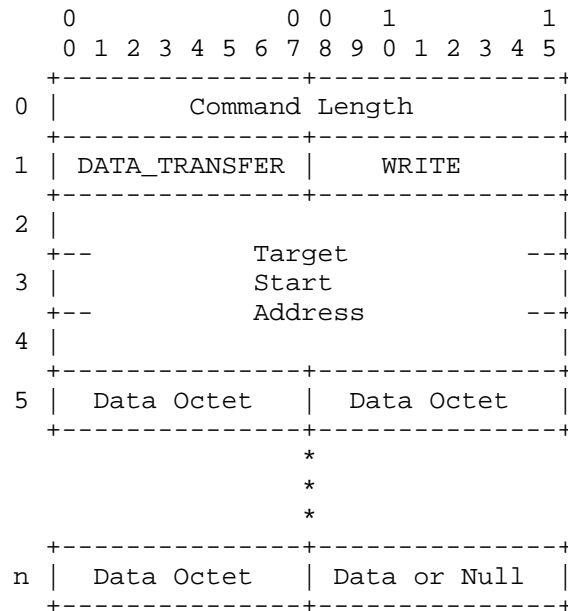 0 0 0 1 1
0 1 2 3 4 5 6 7 8 9 0 1 2 3 4 5
0 | Command Length |
1 | DATA_TRANSFER | WRITE |
2 | |
+-- Target --+
3 | Start |
+-- Address --+
4 | |
5 | Data Octet | Data Octet |
*
*
*
n | Data Octet | Data or Null |